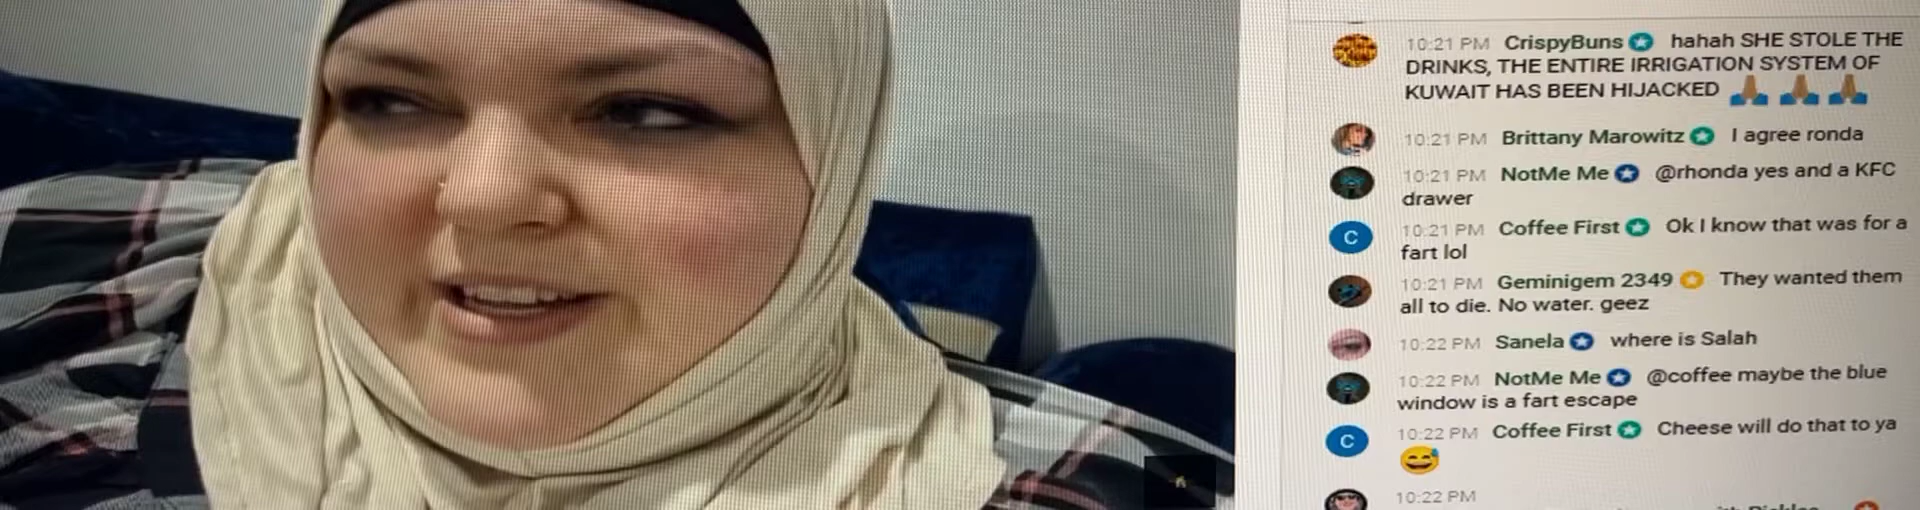 10:21 PM CrispyBuns hahah SHE STOLE THE
DRINKS, THE ENTIRE IRRIGATION SYSTEM OF
KUWAIT HAS BEEN HIJACKED 🙏🏽 🙏🏽 🙏🏽
10:21 PM Brittany Marowitz I agree ronda
10:21 PM NotMe Me @rhonda yes and a KFC
drawer
C 10:21 PM Coffee First Ok I know that was for a
fart lol
10:21 PM Geminigem 2349 They wanted them
all to die. No water. geez
10:22 PM Sanela where is Salah
10:22 PM NotMe Me @coffee maybe the blue
window is a fart escape
C 10:22 PM Coffee First Cheese will do that to ya
😅
10:22 PM